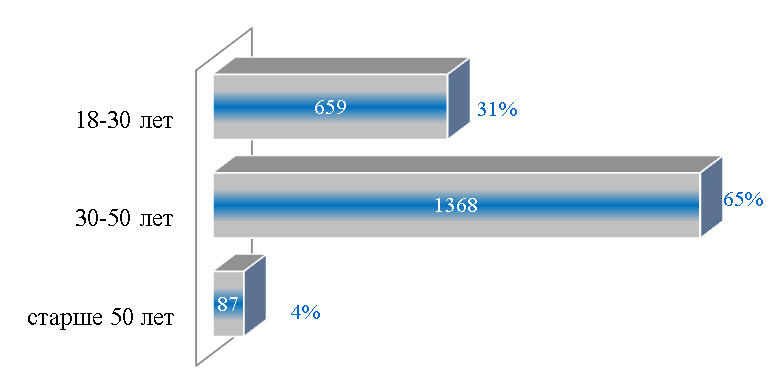 18-30 лет 659 31%
30-50 лет 1368 65%
старше 50 лет 87 4%